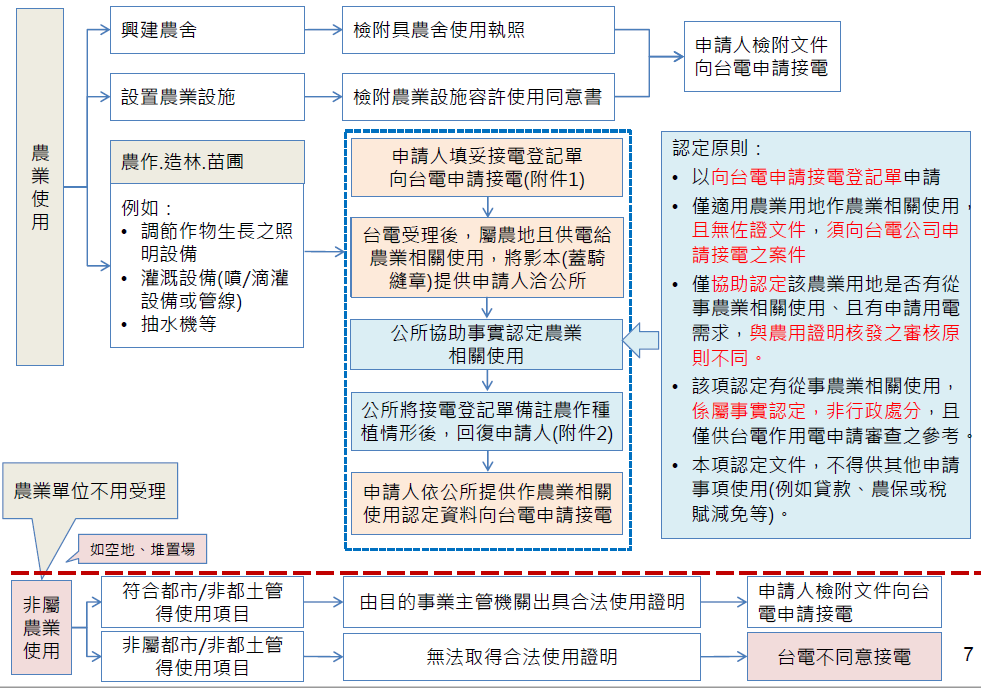 農
業
使
用
興建農舍
檢附具農舍使用執照
申請人檢附文件
向台電申請接電
設置農業設施
檢附農業設施容許使用同意書
農作.造林.苗圃
例如：
• 調節作物生長之照
明設備
• 灌溉設備(噴/滴灌
設備或管線)
• 抽水機等
申請人填妥接電登記單
向台電申請接電(附件1)
台電受理後，屬農地且供電給
農業相關使用，將影本(蓋騎
縫章)提供申請人洽公所
公所協助事實認定農業
相關使用
公所將接電登記單備註農作種
植情形後，回復申請人(附件2)
申請人依公所提供作農業相關
使用認定資料向台電申請接電
認定原則：
• 以向台電申請接電登記單申請
• 僅適用農業用地作農業相關使用，
且無佐證文件，須向台電公司申
請接電之案件
• 僅協助認定該農業用地是否有從
事農業相關使用、且有申請用電
需求，與農用證明核發之審核原
則不同。
• 該項認定有從事農業相關使用，
係屬事實認定，非行政處分，且
僅供台電作用電申請審查之參考。
• 本項認定文件，不得供其他申請
事項使用(例如貸款、農保或稅
賦減免等)。
農業單位不用受理
如空地、堆置場
非屬
農業
使用
符合都市/非都土管
得使用項目
由目的事業主管機關出具合法使用證明
申請人檢附文件向台
電申請接電
非屬都市/非都土管
得使用項目
無法取得合法使用證明
台電不同意接電
7